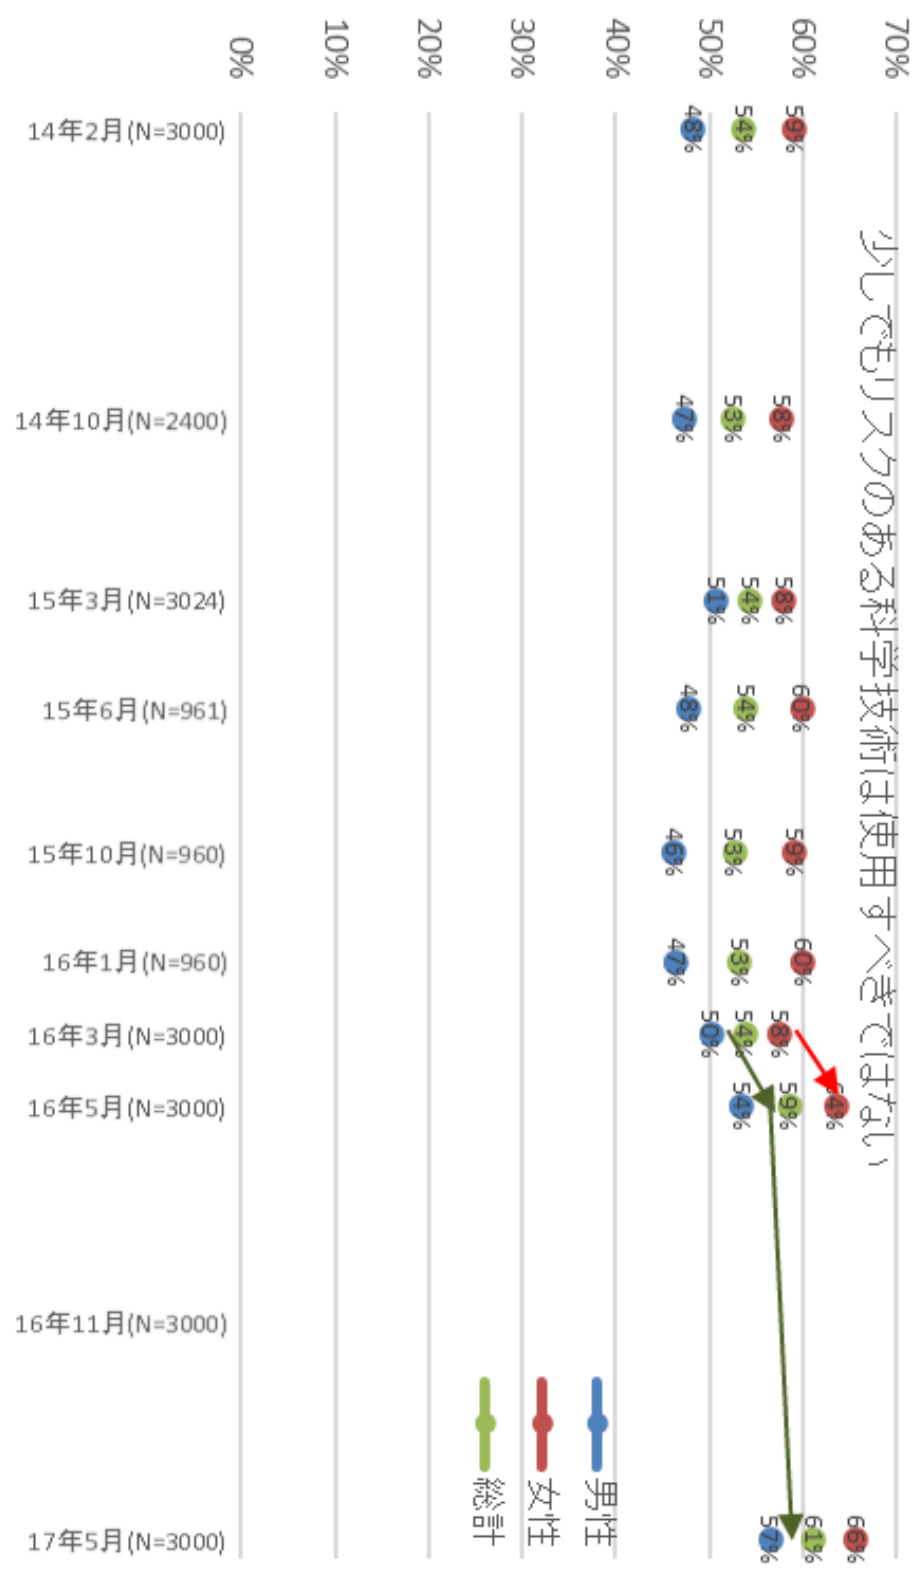 少しでもリスクのある科学技術は使用すべきではない
70%
60%
50%
40%
30%
20%
10%
0%
59%
54%
48%
58%
53%
47%
58%
54%
51%
60%
54%
48%
59%
53%
46%
60%
53%
47%
58%
54%
50%
64%
59%
54%
66%
61%
57%
男性
女性
総計
14年2月(N=3000)
14年10月(N=2400)
15年3月(N=3024)
15年6月(N=961)
15年10月(N=960)
16年1月(N=960)
16年3月(N=3000)
16年5月(N=3000)
16年11月(N=3000)
17年5月(N=3000)